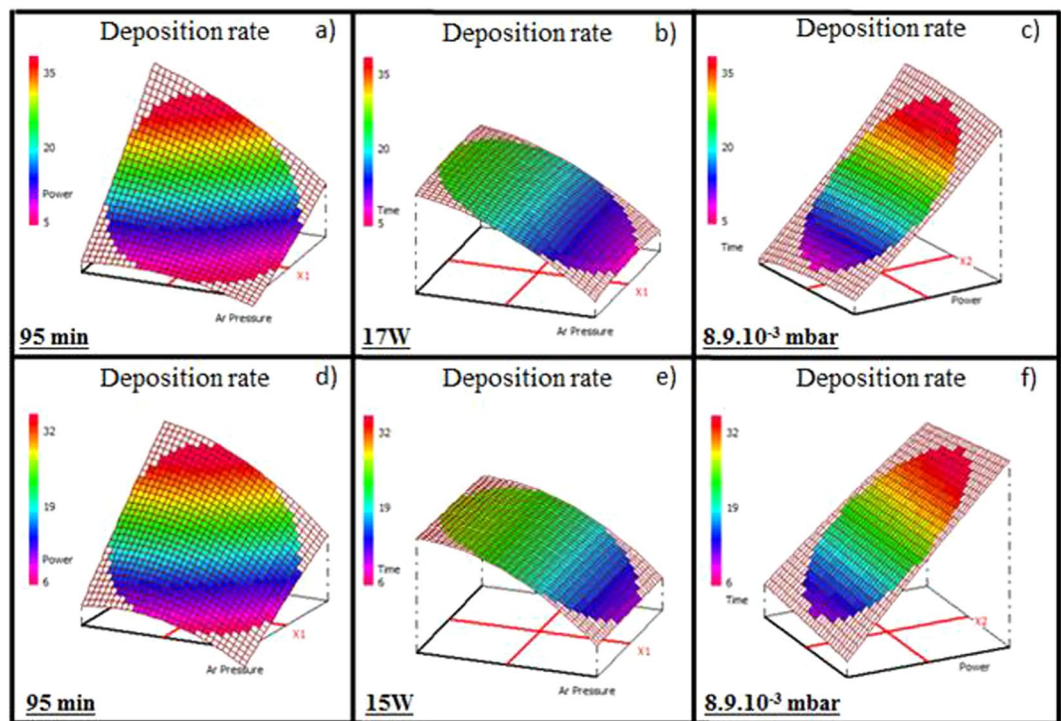 Deposition rate a)
35
20
Power
5
X1
Ar Pressure
95 min
Deposition rate b)
35
20
Time
5
X1
Ar Pressure
17W
Deposition rate c)
35
20
5
Time
X2
Power
8.9.10⁻³ mbar
Deposition rate d)
32
19
Power
6
X1
Ar Pressure
95 min
Deposition rate e)
32
19
Time
6
X1
Ar Pressure
15W
Deposition rate f)
32
19
6
Time
X2
Power
8.9.10⁻³ mbar